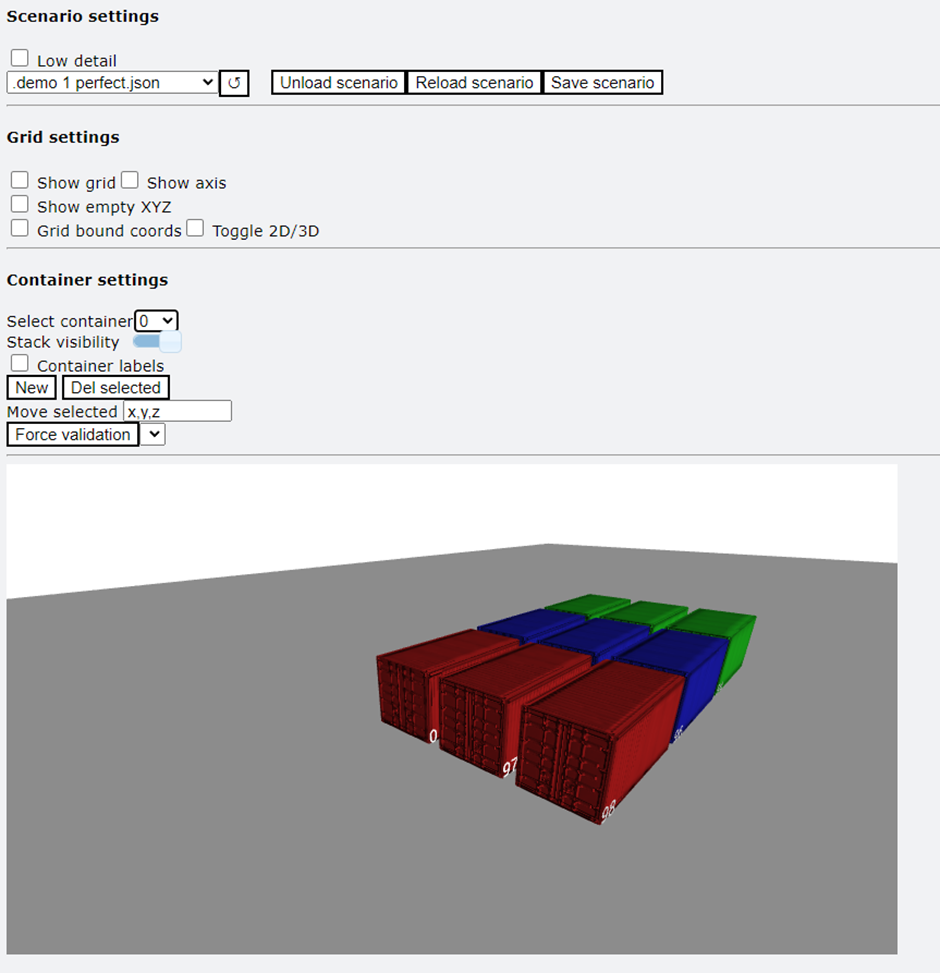 Scenario settings
Low detail
.demo 1 perfect.json ↺ Unload scenario Reload scenario Save scenario
Grid settings
Show grid Show axis
Show empty XYZ
Grid bound coords Toggle 2D/3D
Container settings
Select container 0
Stack visibility
Container labels
New Del selected
Move selected x,y,z
Force validation
0
97
98